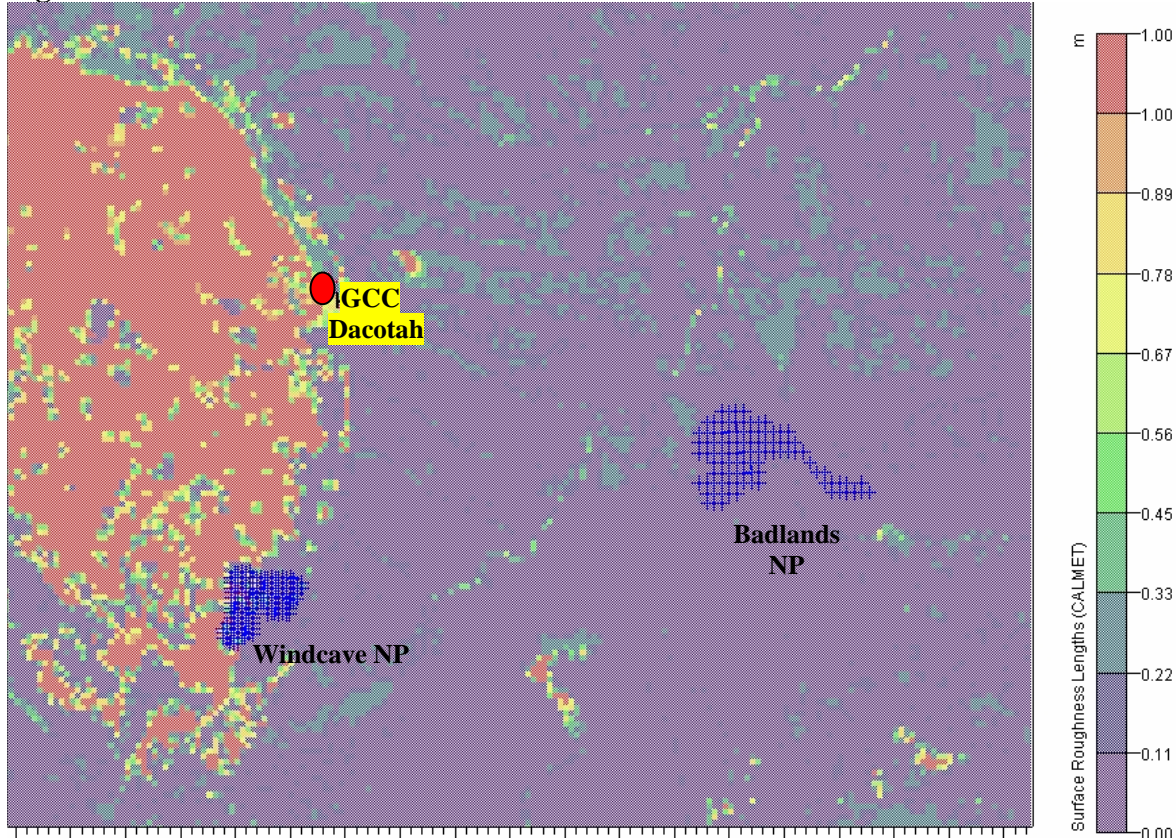 GCC
Dacotah
Badlands
NP
Windcave NP
m
1.00
1.00
0.89
0.78
0.67
0.56
0.45
0.33
0.22
0.11
0.00
Surface Roughness Lengths (CALMET)